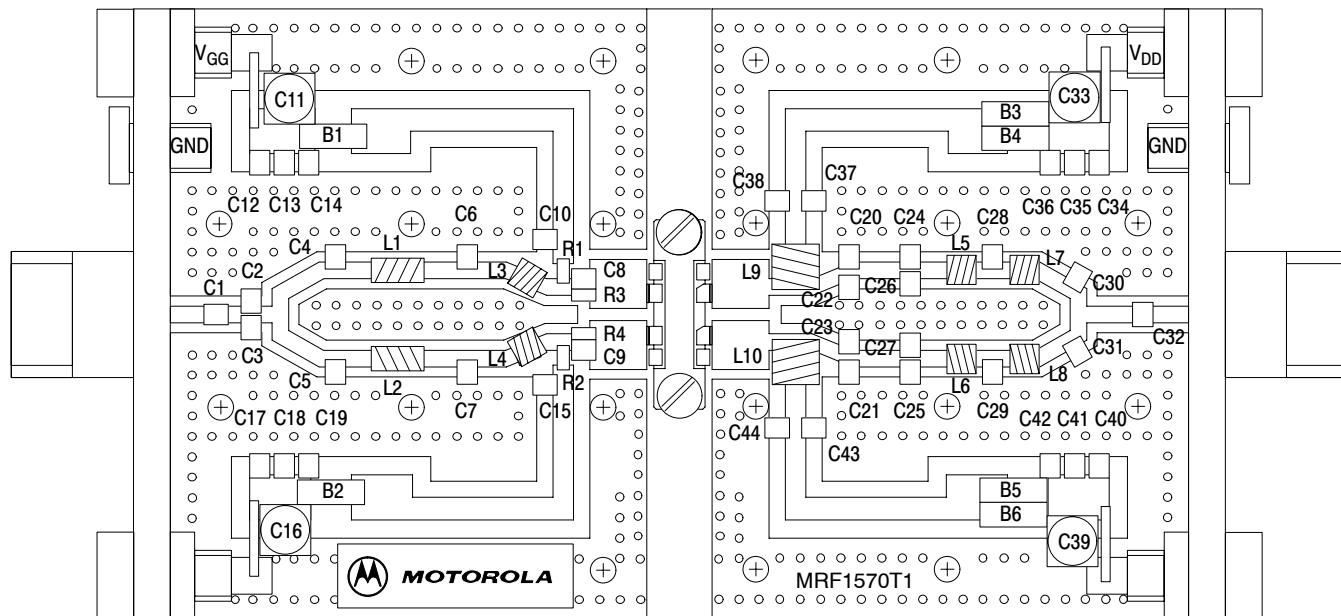 V_GG
V_DD
C11
C33
B1
B3
B4
GND
GND
C38
C37
C12 C13 C14
C6
C10
C20 C24 C28
C36 C35 C34
C4
L1
R1
L5
L7
C2
L3
C8
L9
C30
C1
R3
C22
C26
R4
C23
C32
C3
L4
C9
L10
C27
C31
C5
L2
R2
L6
L8
C17 C18 C19
C7
C15
C21 C25 C29
C42 C41 C40
C44
C43
B2
B5
B6
C16
C39
MOTOROLA
MRF1570T1